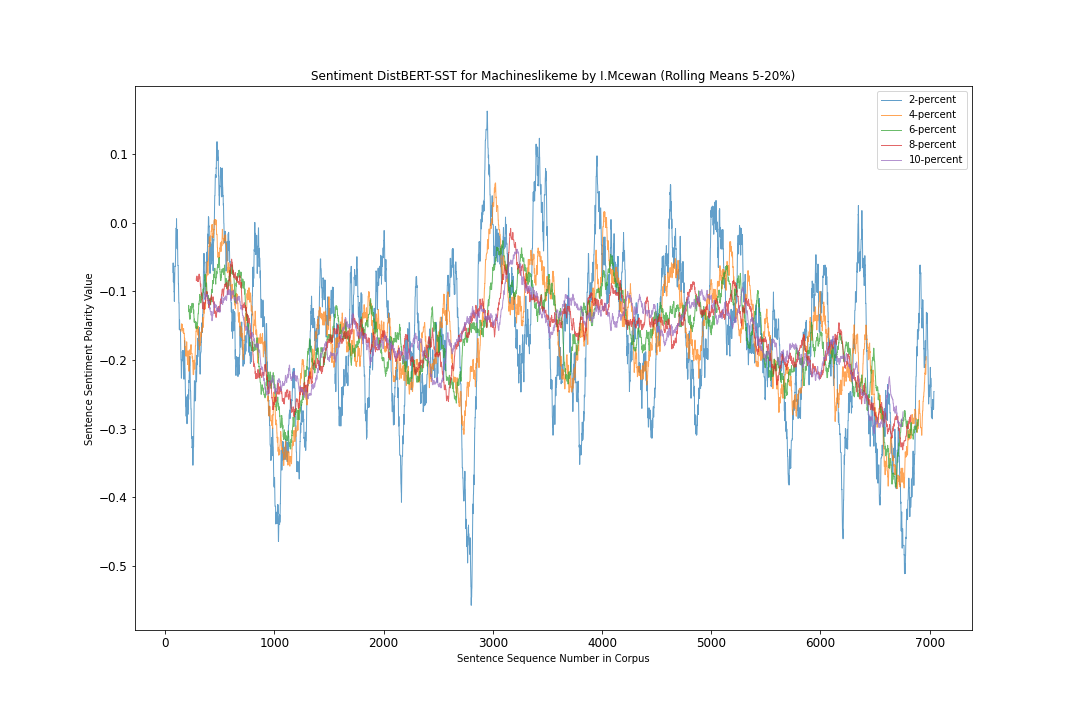 Sentiment DistBERT-SST for Machineslikeme by I.Mcewan (Rolling Means 5-20%)
2-percent
4-percent
6-percent
8-percent
10-percent
Sentence Sentiment Polarity Value
0.1
0.0
−0.1
−0.2
−0.3
−0.4
−0.5
0 1000 2000 3000 4000 5000 6000 7000
Sentence Sequence Number in Corpus